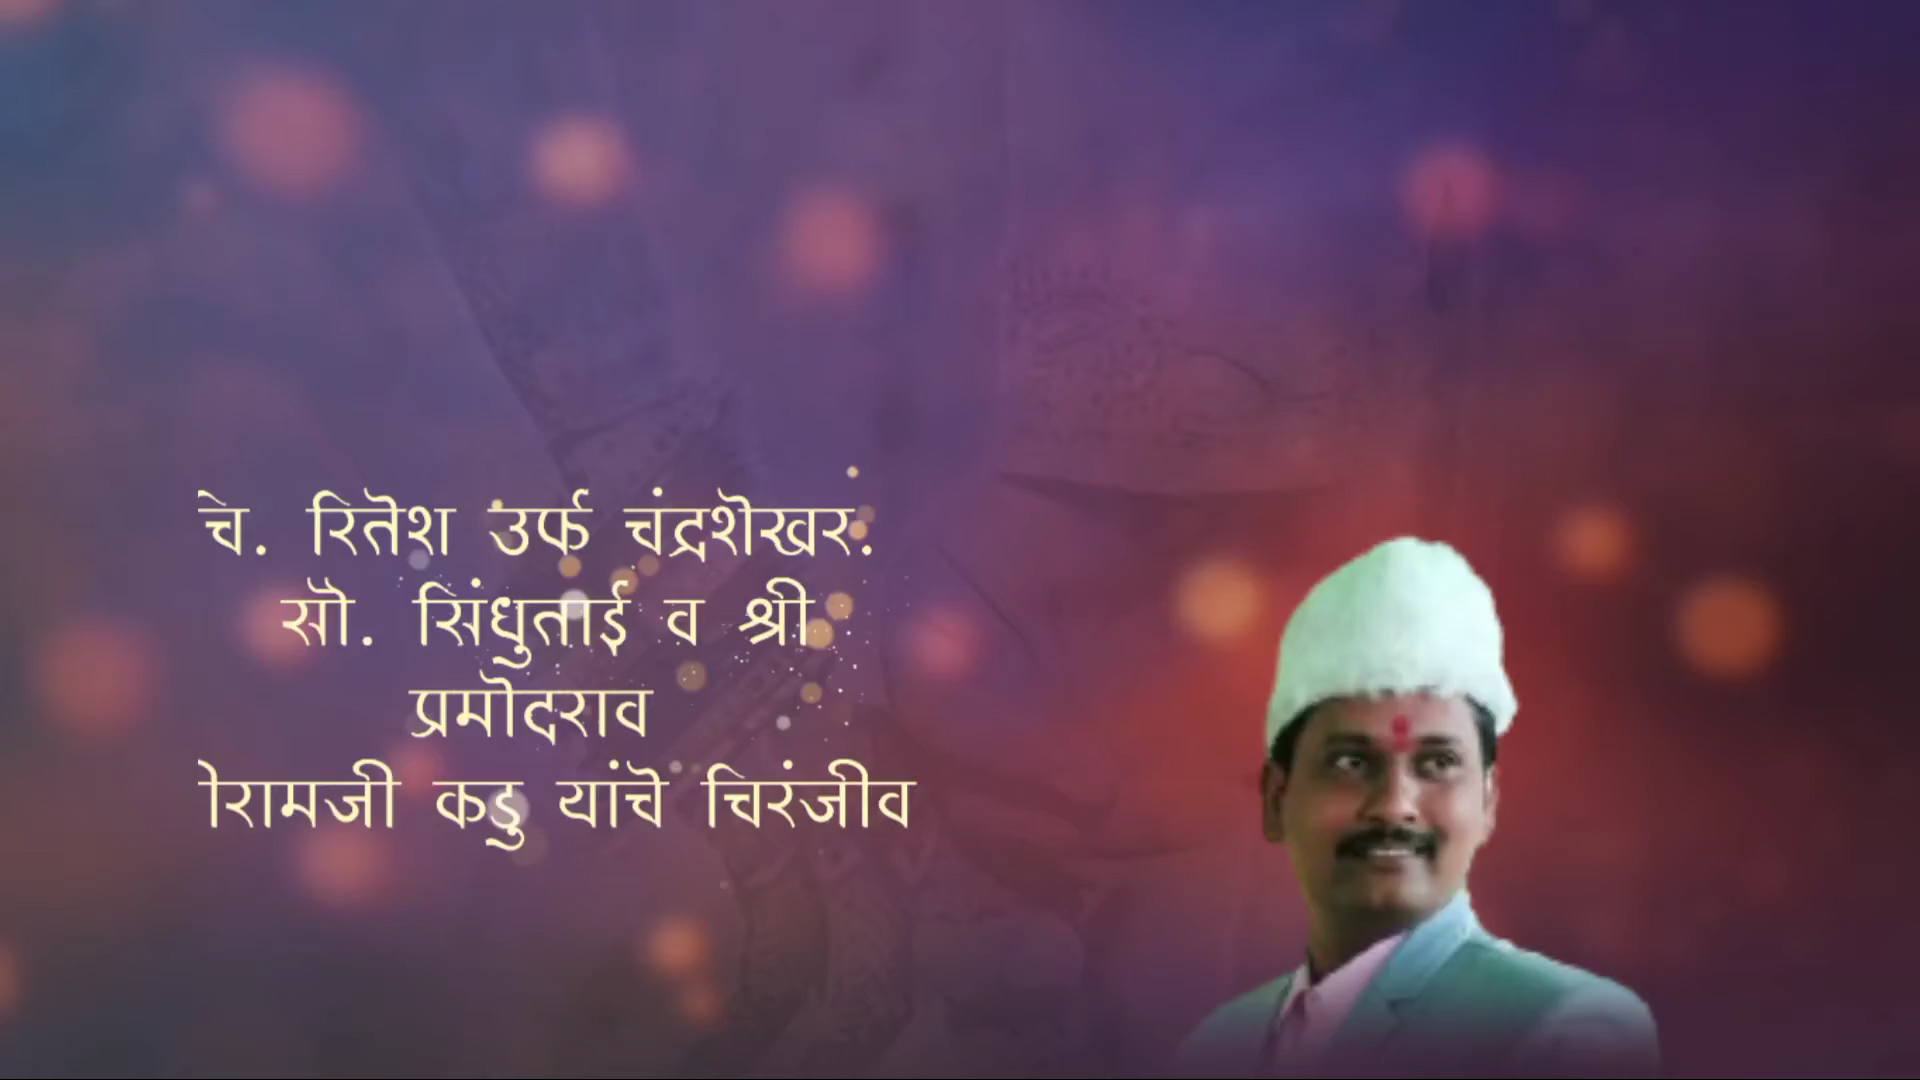 चि. रितेश उर्फ चंद्रशेखर.
सौ. सिंधुताई व श्री
प्रमोदराव
ोरामजी कडु यांचे चिरंजीव